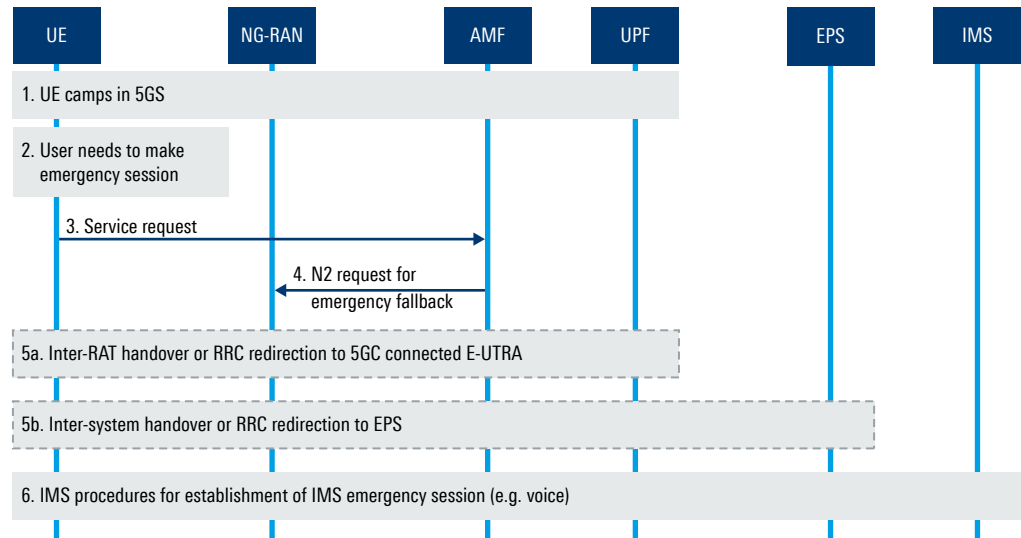 UE NG-RAN AMF UPF EPS IMS
1. UE camps in 5GS
2. User needs to make
emergency session
3. Service request
4. N2 request for
emergency fallback
5a. Inter-RAT handover or RRC redirection to 5GC connected E-UTRA
5b. Inter-system handover or RRC redirection to EPS
6. IMS procedures for establishment of IMS emergency session (e.g. voice)